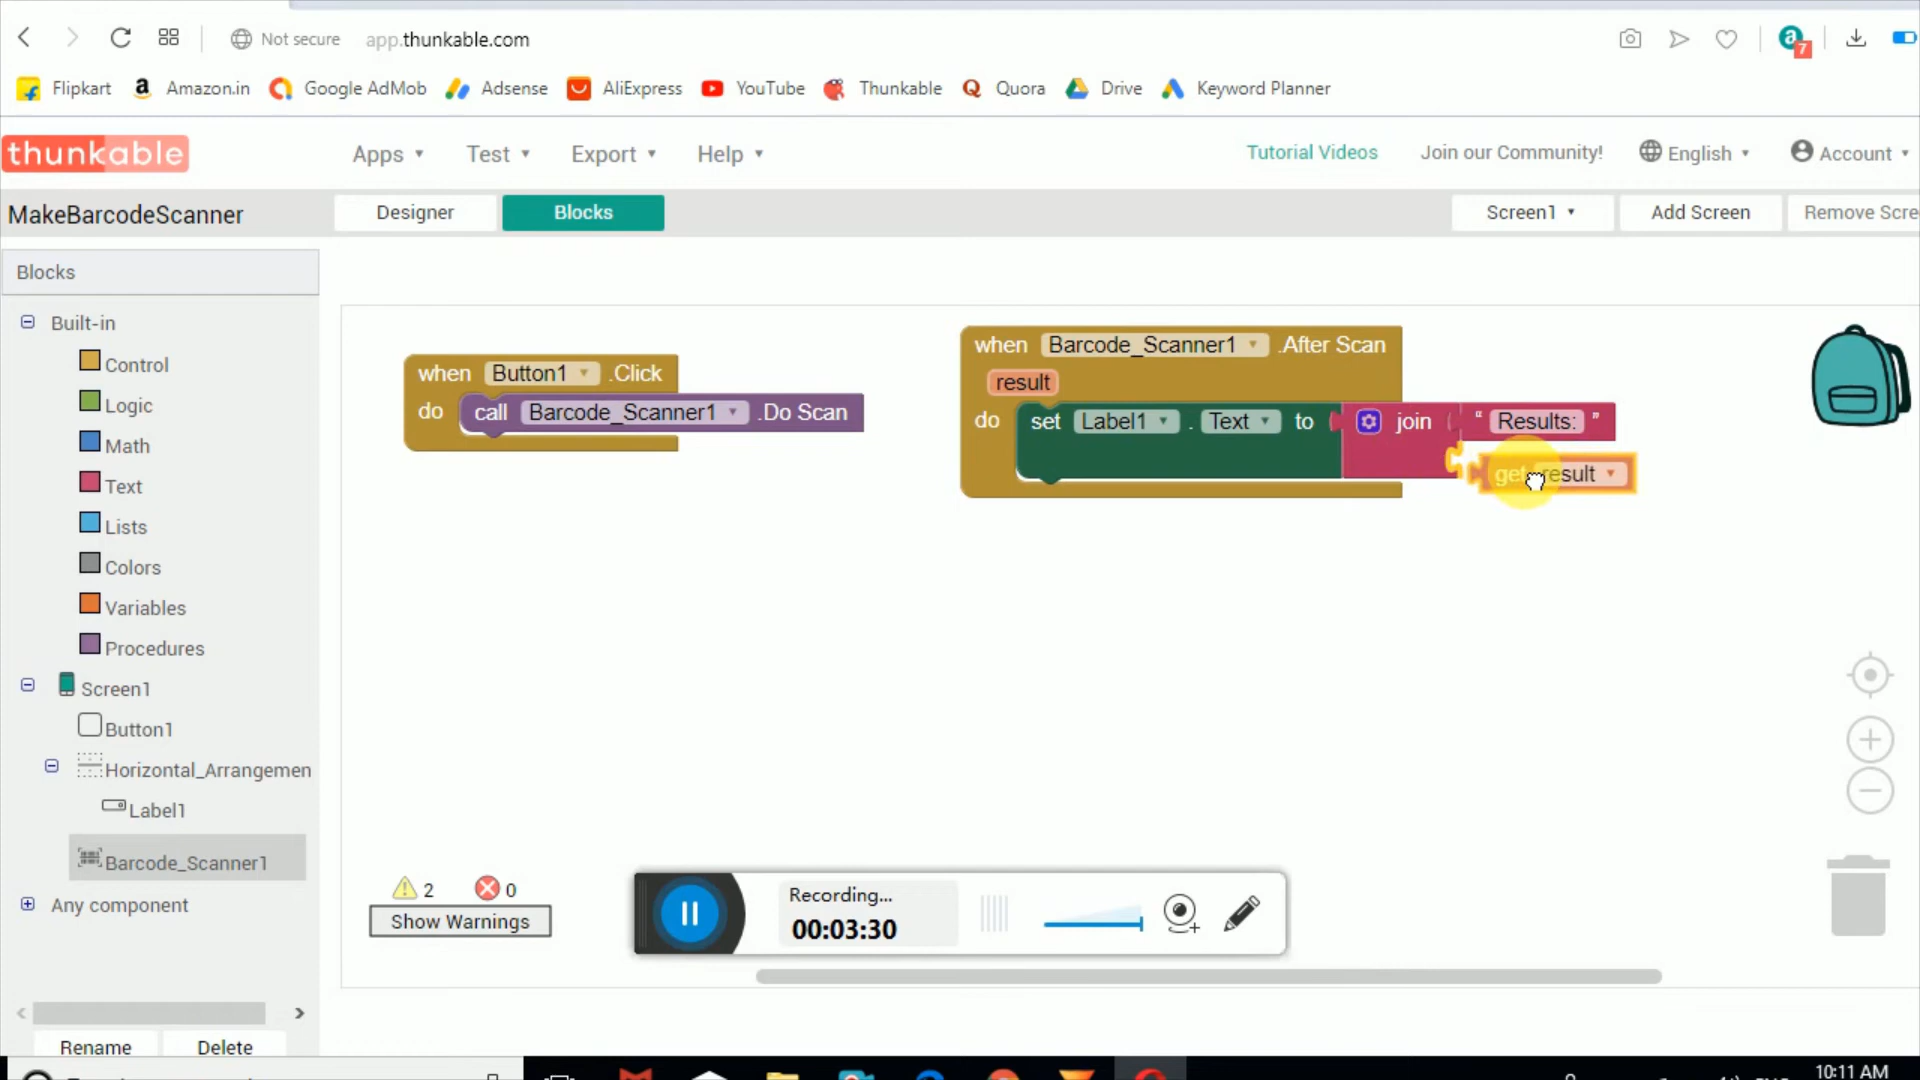 Not secure app.thunkable.com
7
Flipkart Amazon.in Google AdMob Adsense AliExpress YouTube Thunkable Quora Drive Keyword Planner
thunkable Apps Test Export Help Tutorial Videos Join our Community! English Account
MakeBarcodeScanner Designer Blocks Screen1 Add Screen Remove Scre
Blocks
Built-in
Control
Logic
Math
Text
Lists
Colors
Variables
Procedures
Screen1
Button1
Horizontal_Arrangemen
Label1
Barcode_Scanner1
Any component
Rename Delete
when Button1 .Click
do call Barcode_Scanner1 .Do Scan
when Barcode_Scanner1 .After Scan
result
do set Label1 . Text to join “ Results: ”
get result
2 0
Show Warnings
Recording...
00:03:30
10:11 AM